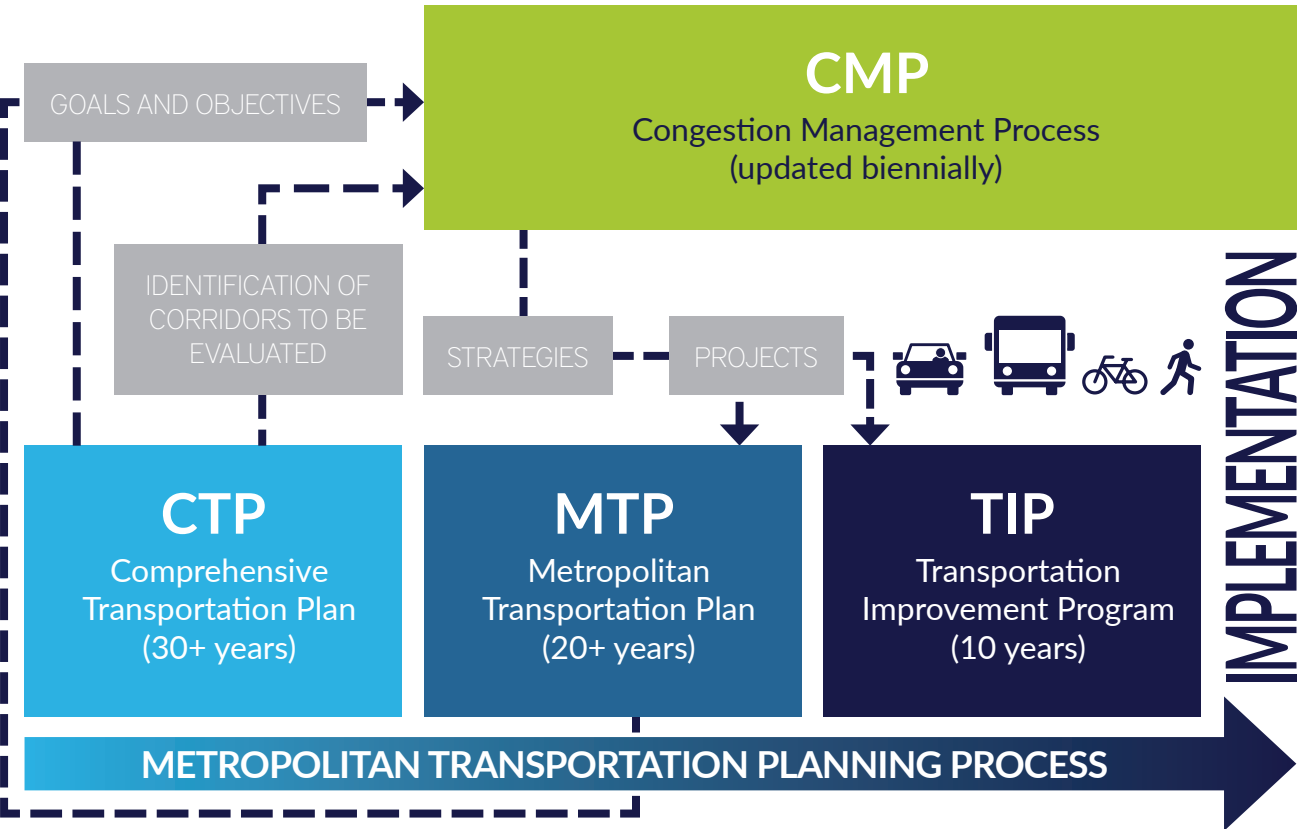 CMP
Congestion Management Process
(updated biennially)
GOALS AND OBJECTIVES
IDENTIFICATION OF
CORRIDORS TO BE
EVALUATED
STRATEGIES
PROJECTS
CTP
Comprehensive
Transportation Plan
(30+ years)
MTP
Metropolitan
Transportation Plan
(20+ years)
TIP
Transportation
Improvement Program
(10 years)
IMPLEMENTATION
METROPOLITAN TRANSPORTATION PLANNING PROCESS